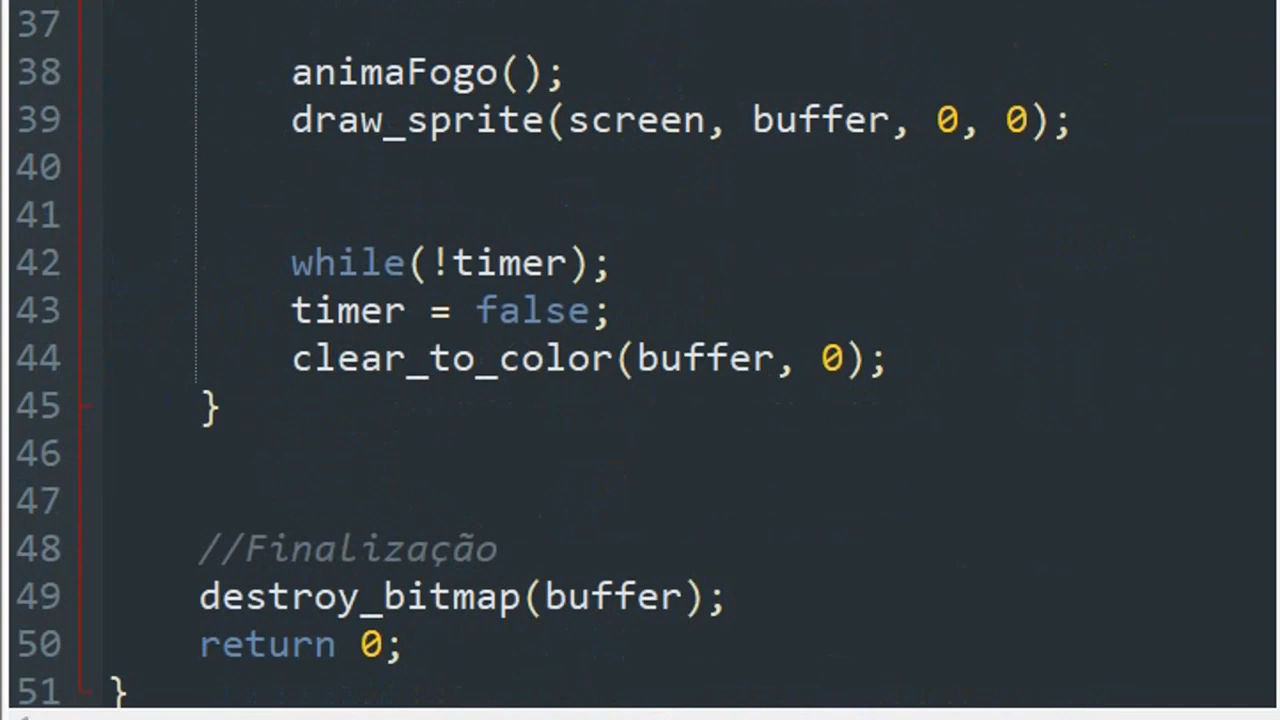 37
38 animaFogo();
39 draw_sprite(screen, buffer, 0, 0);
40
41
42 while(!timer);
43 timer = false;
44 clear_to_color(buffer, 0);
45 }
46
47
48 //Finalização
49 destroy_bitmap(buffer);
50 return 0;
51 }